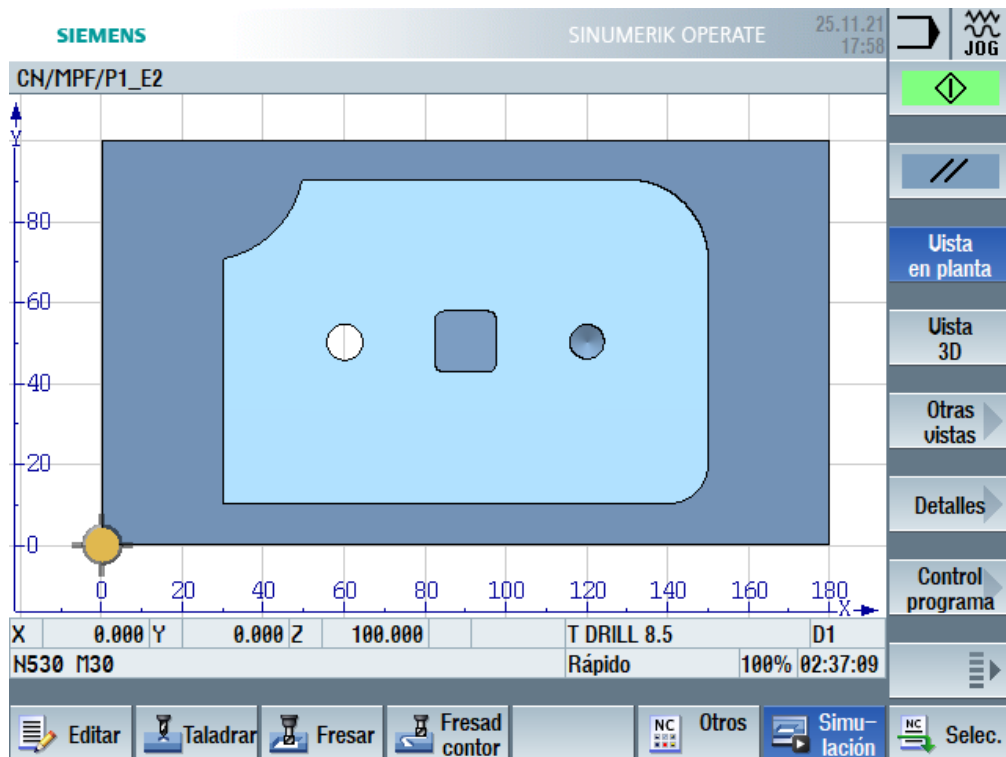 SIEMENS
SINUMERIK OPERATE
25.11.21
17:58
JOG
CN/MPF/P1_E2
Y
80
60
40
20
0
0 20 40 60 80 100 120 140 160 180
X
X 0.000 Y 0.000 Z 100.000 T DRILL 8.5 D1
N530 M30 Rápido 100% 02:37:09
Vista
en planta
Vista
3D
Otras
vistas
Detalles
Control
programa
Editar
Taladrar
Fresar
Fresad
contor
NC
Otros
Simu-
lación
NC
Selec.